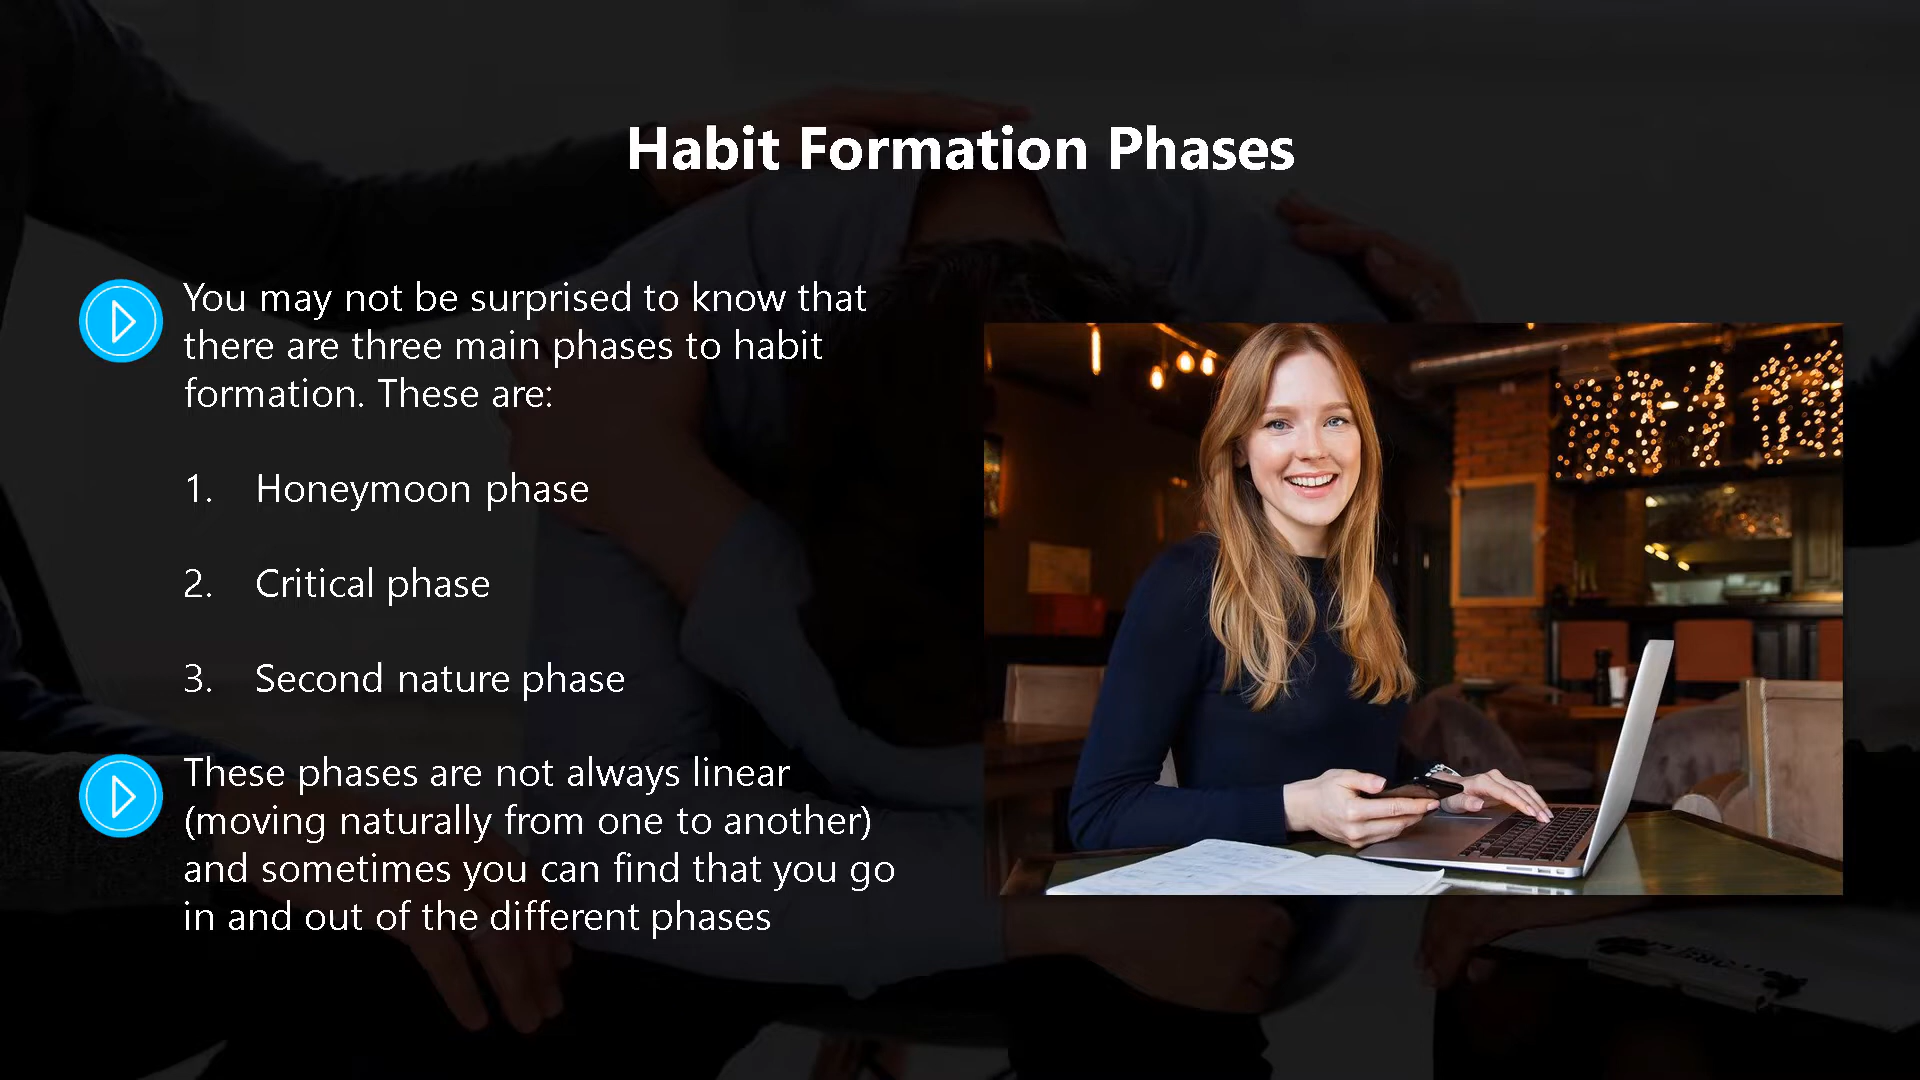 Habit Formation Phases
You may not be surprised to know that
there are three main phases to habit
formation. These are:
1. Honeymoon phase
2. Critical phase
3. Second nature phase
These phases are not always linear
(moving naturally from one to another)
and sometimes you can find that you go
in and out of the different phases